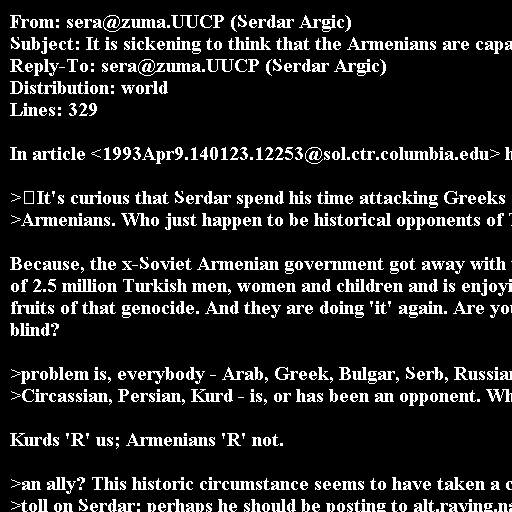 From: sera@zuma.UUCP (Serdar Argic)
Subject: It is sickening to think that the Armenians are capa
Reply-To: sera@zuma.UUCP (Serdar Argic)
Distribution: world
Lines: 329
In article <1993Apr9.140123.12253@sol.ctr.columbia.edu> h
>□It's curious that Serdar spend his time attacking Greeks
>Armenians. Who just happen to be historical opponents of T
Because, the x-Soviet Armenian government got away with
of 2.5 million Turkish men, women and children and is enjoyi
fruits of that genocide. And they are doing 'it' again. Are you
blind?
>problem is, everybody - Arab, Greek, Bulgar, Serb, Russian
>Circassian, Persian, Kurd - is, or has been an opponent. Wh
Kurds 'R' us; Armenians 'R' not.
>an ally? This historic circumstance seems to have taken a c
>toll on Serdar; perhaps he should be posting to alt.raving.na